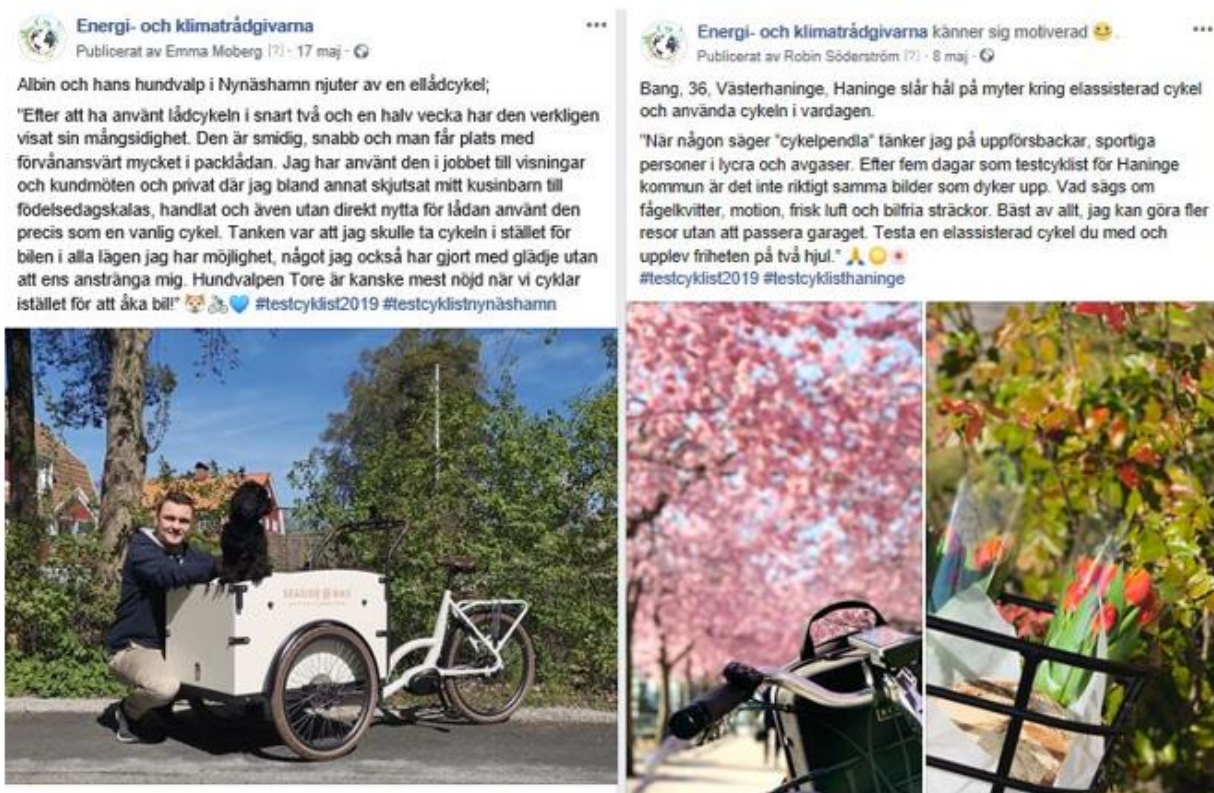 Energi- och klimatrådgivarna
Publicerat av Emma Moberg [?] · 17 maj ·
Albin och hans hundvalp i Nynäshamn njuter av en ellådcykel;
"Efter att ha använt lådcykeln i snart två och en halv vecka har den verkligen
visat sin mångsidighet. Den är smidig, snabb och man får plats med
förvånansvärt mycket i packlådan. Jag har använt den i jobbet till visningar
och kundmöten och privat där jag bland annat skjutsat mitt kusinbarn till
födelsedagskalas, handlat och även utan direkt nytta för lådan använt den
precis som en vanlig cykel. Tanken var att jag skulle ta cykeln i stället för
bilen i alla lägen jag har möjlighet, något jag också har gjort med glädje utan
att ens anstränga mig. Hundvalpen Tore är kanske mest nöjd när vi cyklar
istället för att åka bil!" 🐶🚲💙 #testcyklist2019 #testcyklistnynäshamn
SEASIDE BIKE
Energi- och klimatrådgivarna känner sig motiverad 😀.
Publicerat av Robin Söderström [?] · 8 maj ·
Bang, 36, Västerhaninge, Haninge slår hål på myter kring elassisterad cykel
och använda cykeln i vardagen.
"När någon säger "cykelpendla" tänker jag på uppförsbackar, sportiga
personer i lycra och avgaser. Efter fem dagar som testcyklist för Haninge
kommun är det inte riktigt samma bilder som dyker upp. Vad sägs om
fågelkvitter, motion, frisk luft och bilfria sträckor. Bäst av allt, jag kan göra fler
resor utan att passera garaget. Testa en elassisterad cykel du med och
upplev friheten på två hjul." 🙏🌕🌸
#testcyklist2019 #testcyklisthaninge